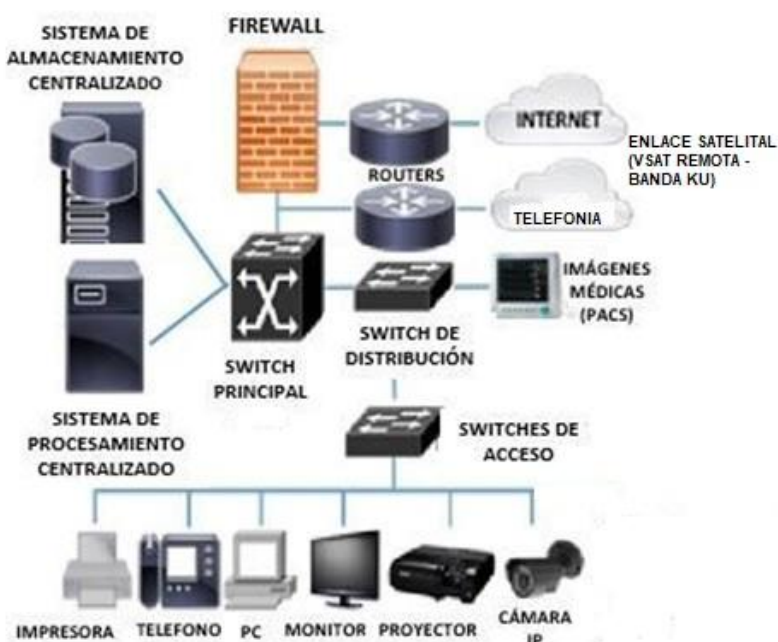 SISTEMA DE
ALMACENAMIENTO
CENTRALIZADO
FIREWALL
INTERNET
ENLACE SATELITAL
(VSAT REMOTA -
BANDA KU)
ROUTERS
TELEFONIA
IMÁGENES
MÉDICAS
(PACS)
SWITCH DE
DISTRIBUCIÓN
SWITCH
PRINCIPAL
SISTEMA DE
PROCESAMIENTO
CENTRALIZADO
SWITCHES DE
ACCESO
IMPRESORA
TELEFONO
PC
MONITOR
PROYECTOR
CÁMARA
IP